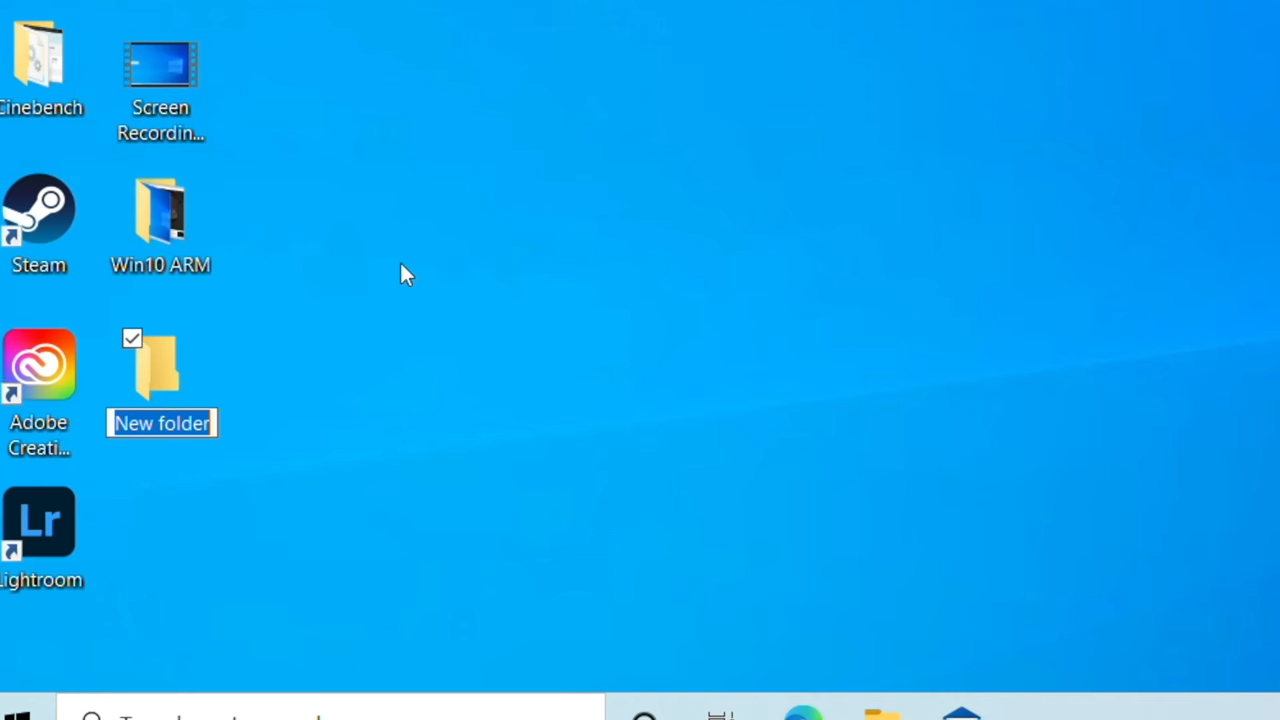 Cinebench
Screen
Recordin...
Steam
Win10 ARM
Adobe
Creati...
New folder
Lr
Lightroom